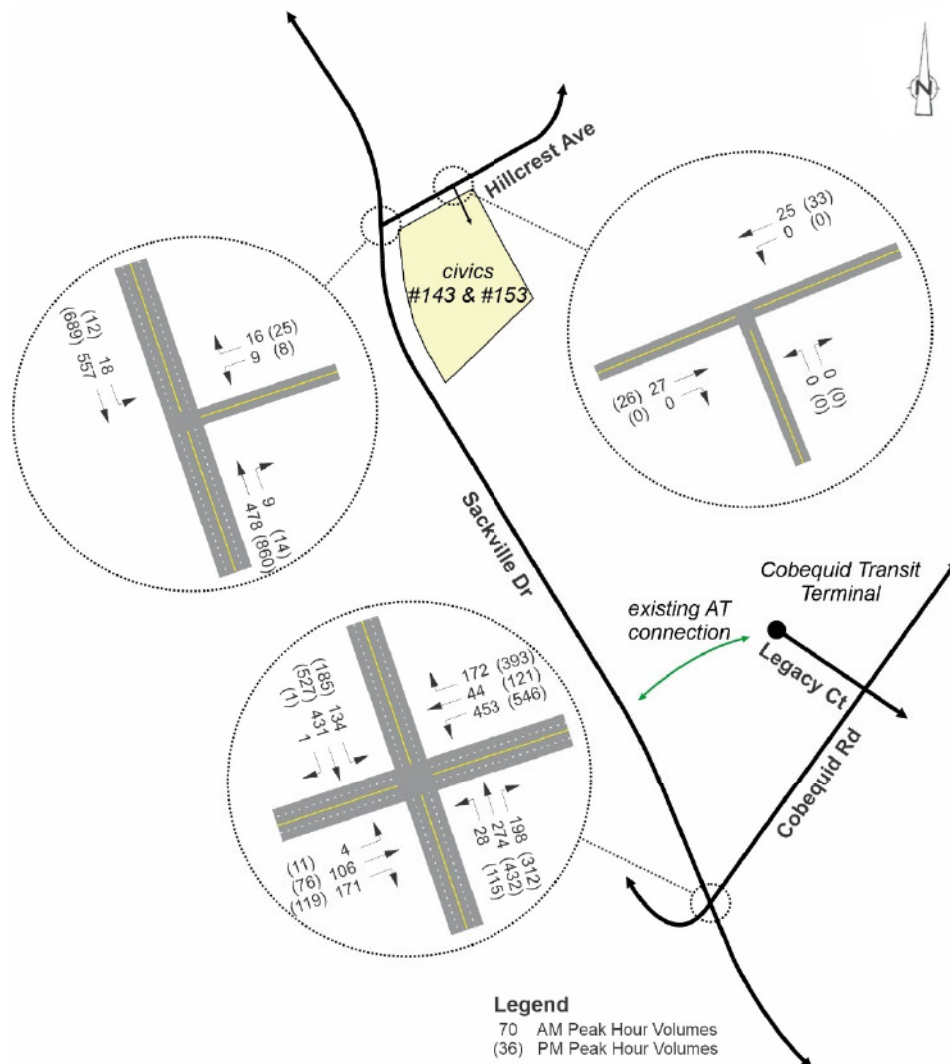 N
Hillcrest Ave
25 (33)
0 (0)
(26) 27
(0) 0
0 (0)
0 (0)
civics
#143 & #153
16 (25)
9 (8)
(12) 18
(689) 557
9 (14)
478 (860)
Sackville Dr
Cobequid Transit
Terminal
existing AT
connection
Legacy Ct
Cobequid Rd
172 (393)
44 (121)
453 (546)
(185) 134
(527) 431
(1) 1
(11) 4
(76) 106
(119) 171
198 (312)
274 (432)
28 (115)
Legend
70 AM Peak Hour Volumes
(36) PM Peak Hour Volumes